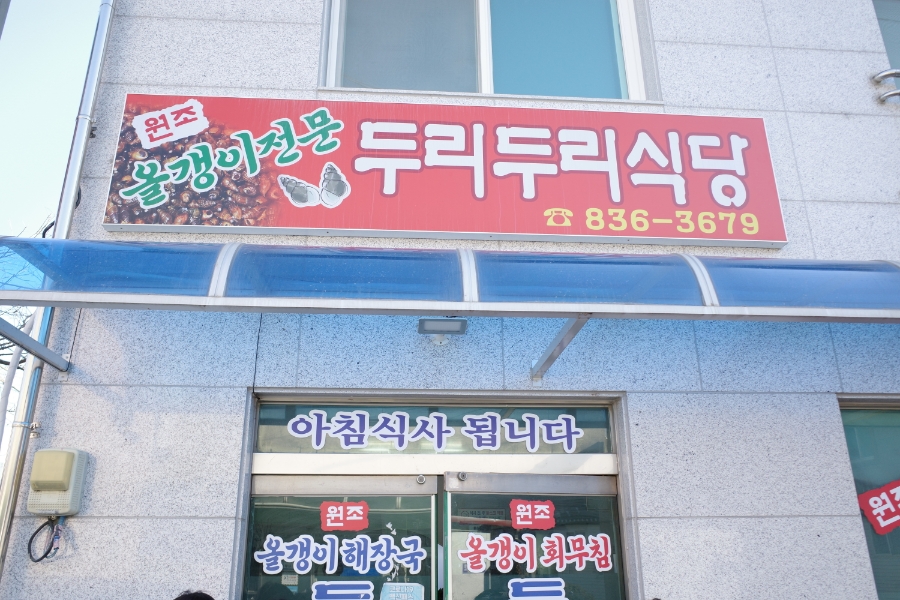 원조
올갱이전문
두리두리식당
☎ 836-3679
아침식사 됩니다
원조
올갱이해장국
원조
올갱이회무침
원조